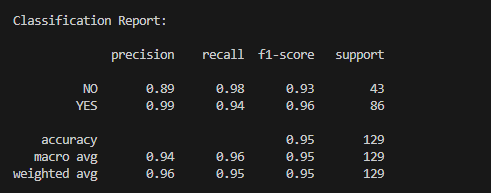 Classification Report:
precision recall f1-score support
NO 0.89 0.98 0.93 43
YES 0.99 0.94 0.96 86
accuracy 0.95 129
macro avg 0.94 0.96 0.95 129
weighted avg 0.96 0.95 0.95 129